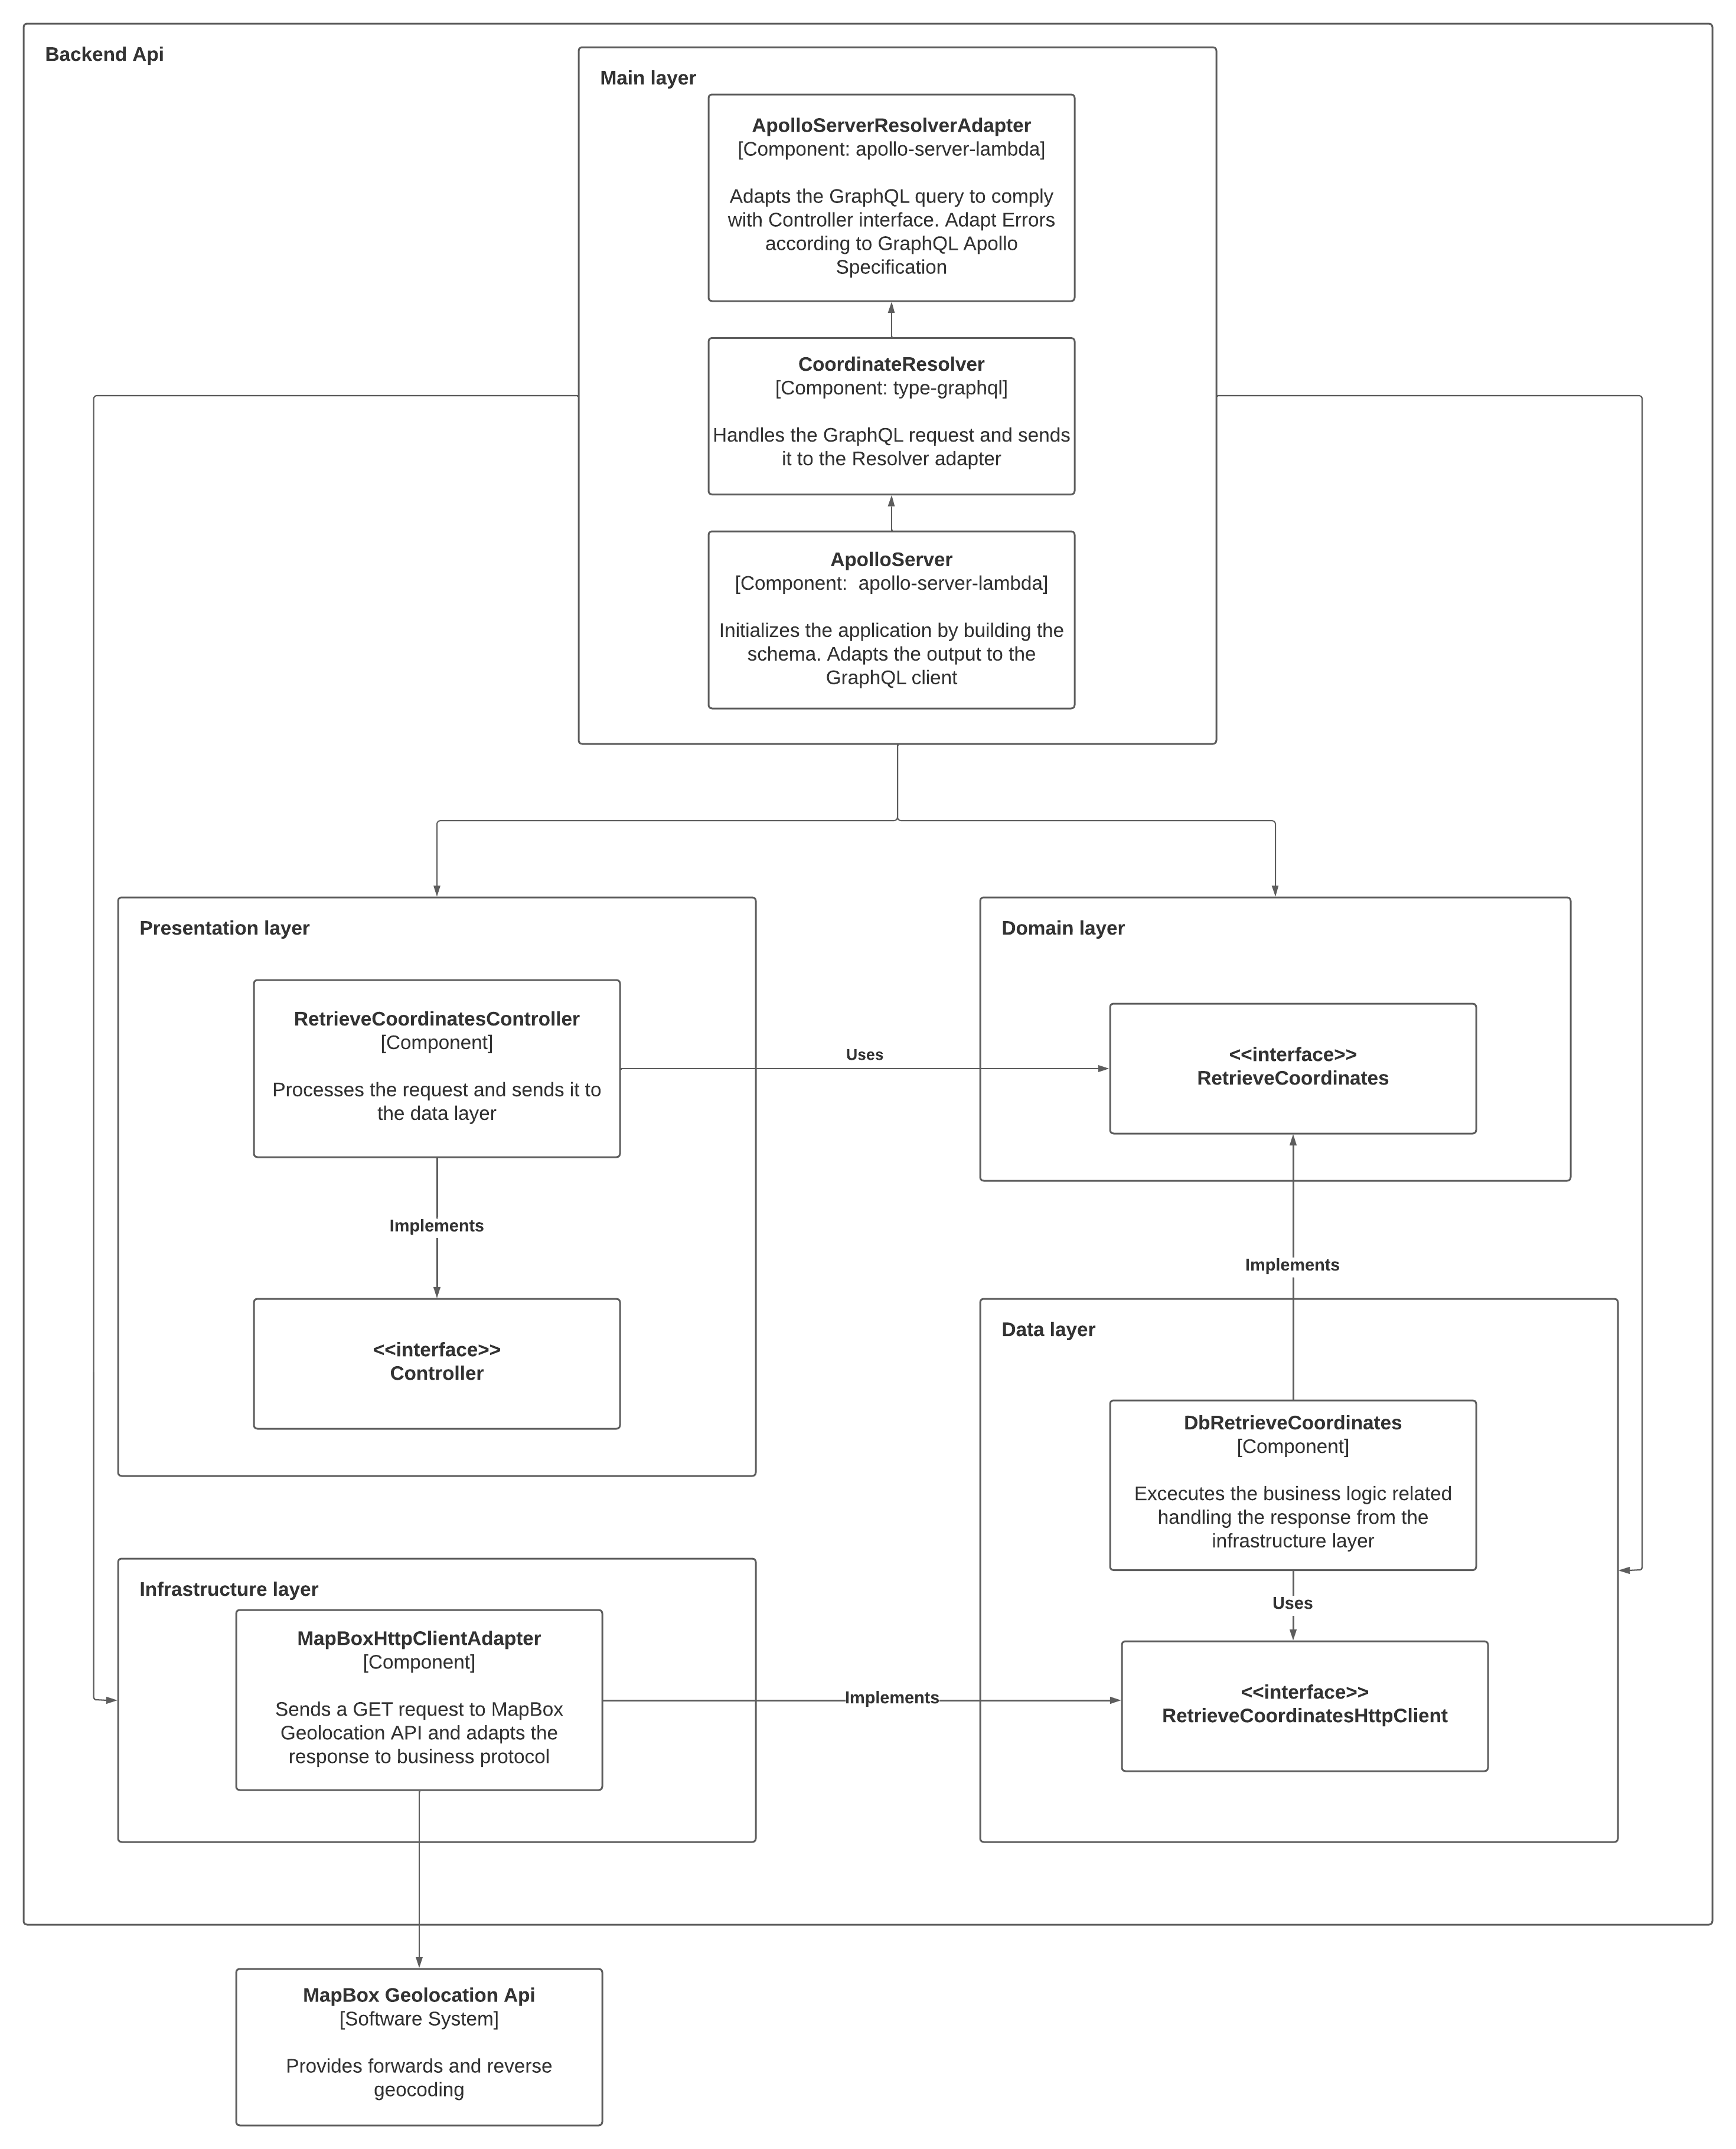 Backend Api
Main layer
ApolloServerResolverAdapter
[Component: apollo-server-lambda]
Adapts the GraphQL query to comply
with Controller interface. Adapt Errors
according to GraphQL Apollo
Specification
CoordinateResolver
[Component: type-graphql]
Handles the GraphQL request and sends
it to the Resolver adapter
ApolloServer
[Component:  apollo-server-lambda]
Initializes the application by building the
schema. Adapts the output to the
GraphQL client
Presentation layer
RetrieveCoordinatesController
[Component]
Processes the request and sends it to
the data layer
Uses
Domain layer
<<interface>>
RetrieveCoordinates
Implements
<<interface>>
Controller
Implements
Data layer
DbRetrieveCoordinates
[Component]
Excecutes the business logic related
handling the response from the
infrastructure layer
Uses
<<interface>>
RetrieveCoordinatesHttpClient
Infrastructure layer
MapBoxHttpClientAdapter
[Component]
Sends a GET request to MapBox
Geolocation API and adapts the
response to business protocol
Implements
MapBox Geolocation Api
[Software System]
Provides forwards and reverse
geocoding